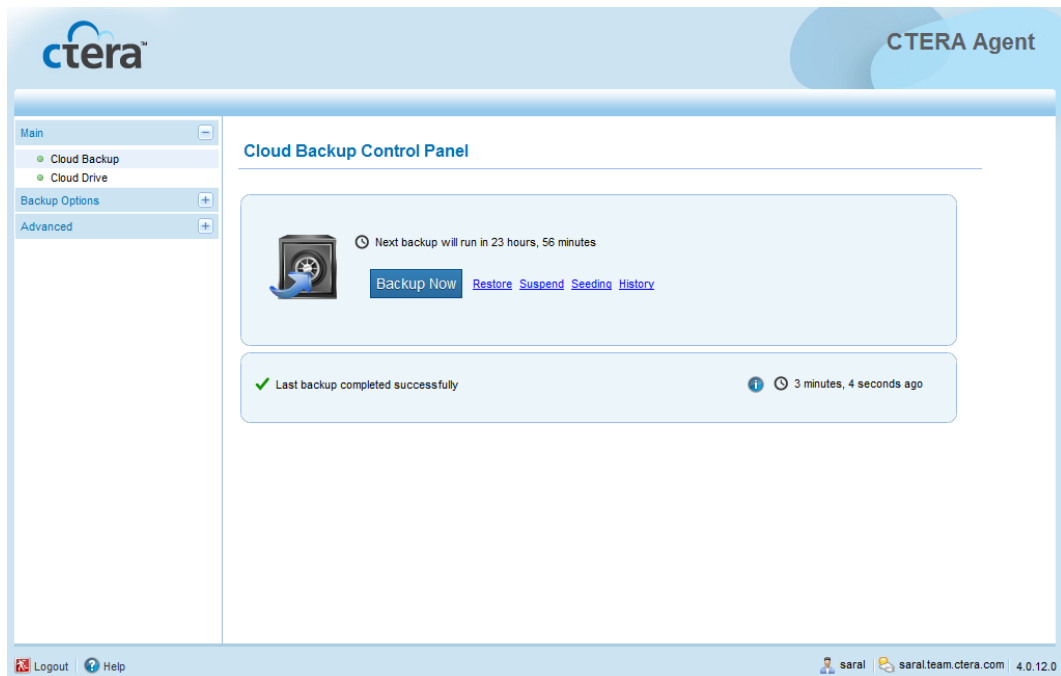 ctera™
CTERA Agent
Main
Cloud Backup
Cloud Drive
Backup Options
Advanced
Cloud Backup Control Panel
Next backup will run in 23 hours, 56 minutes
Backup Now Restore Suspend Seeding History
Last backup completed successfully
3 minutes, 4 seconds ago
Logout Help
saral saral.team.ctera.com 4.0.12.0